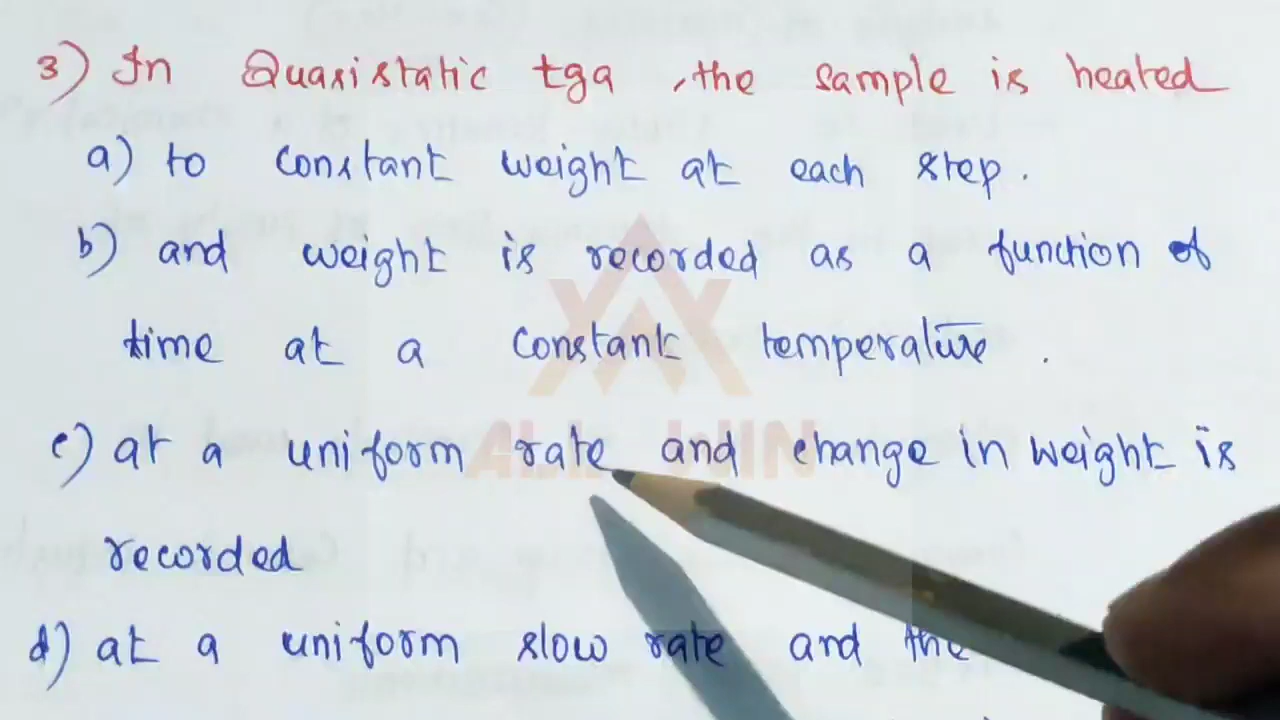 3) In Quasistatic tga, the sample is heated
a) to constant weight at each step.
b) and weight is recorded as a function of
time at a constant temperature.
c) at a uniform rate and change in weight is
recorded
d) at a uniform slow rate and the
ALL WIN